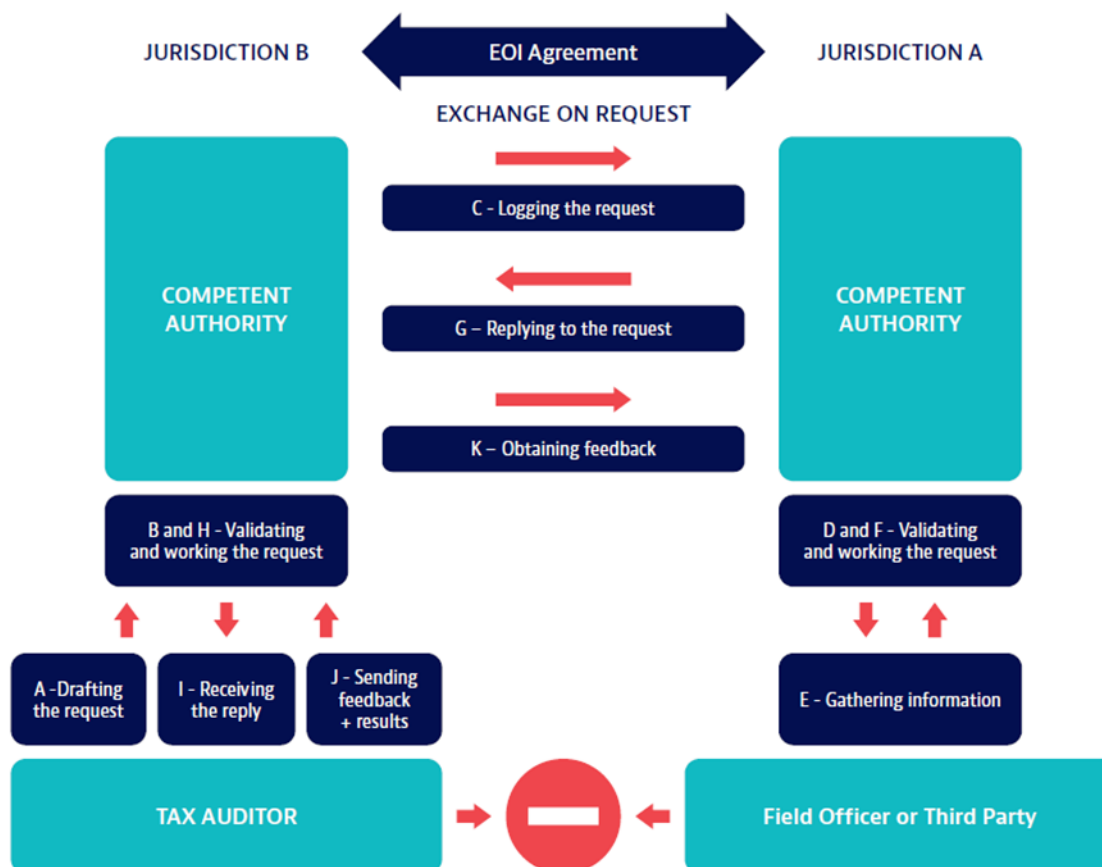 JURISDICTION B
EOI Agreement
JURISDICTION A
EXCHANGE ON REQUEST
COMPETENT
AUTHORITY
C - Logging the request
G – Replying to the request
K – Obtaining feedback
COMPETENT
AUTHORITY
B and H - Validating
and working the request
D and F - Validating
and working the request
A -Drafting
the request
I - Receiving
the reply
J - Sending
feedback
+ results
E - Gathering information
TAX AUDITOR
Field Officer or Third Party